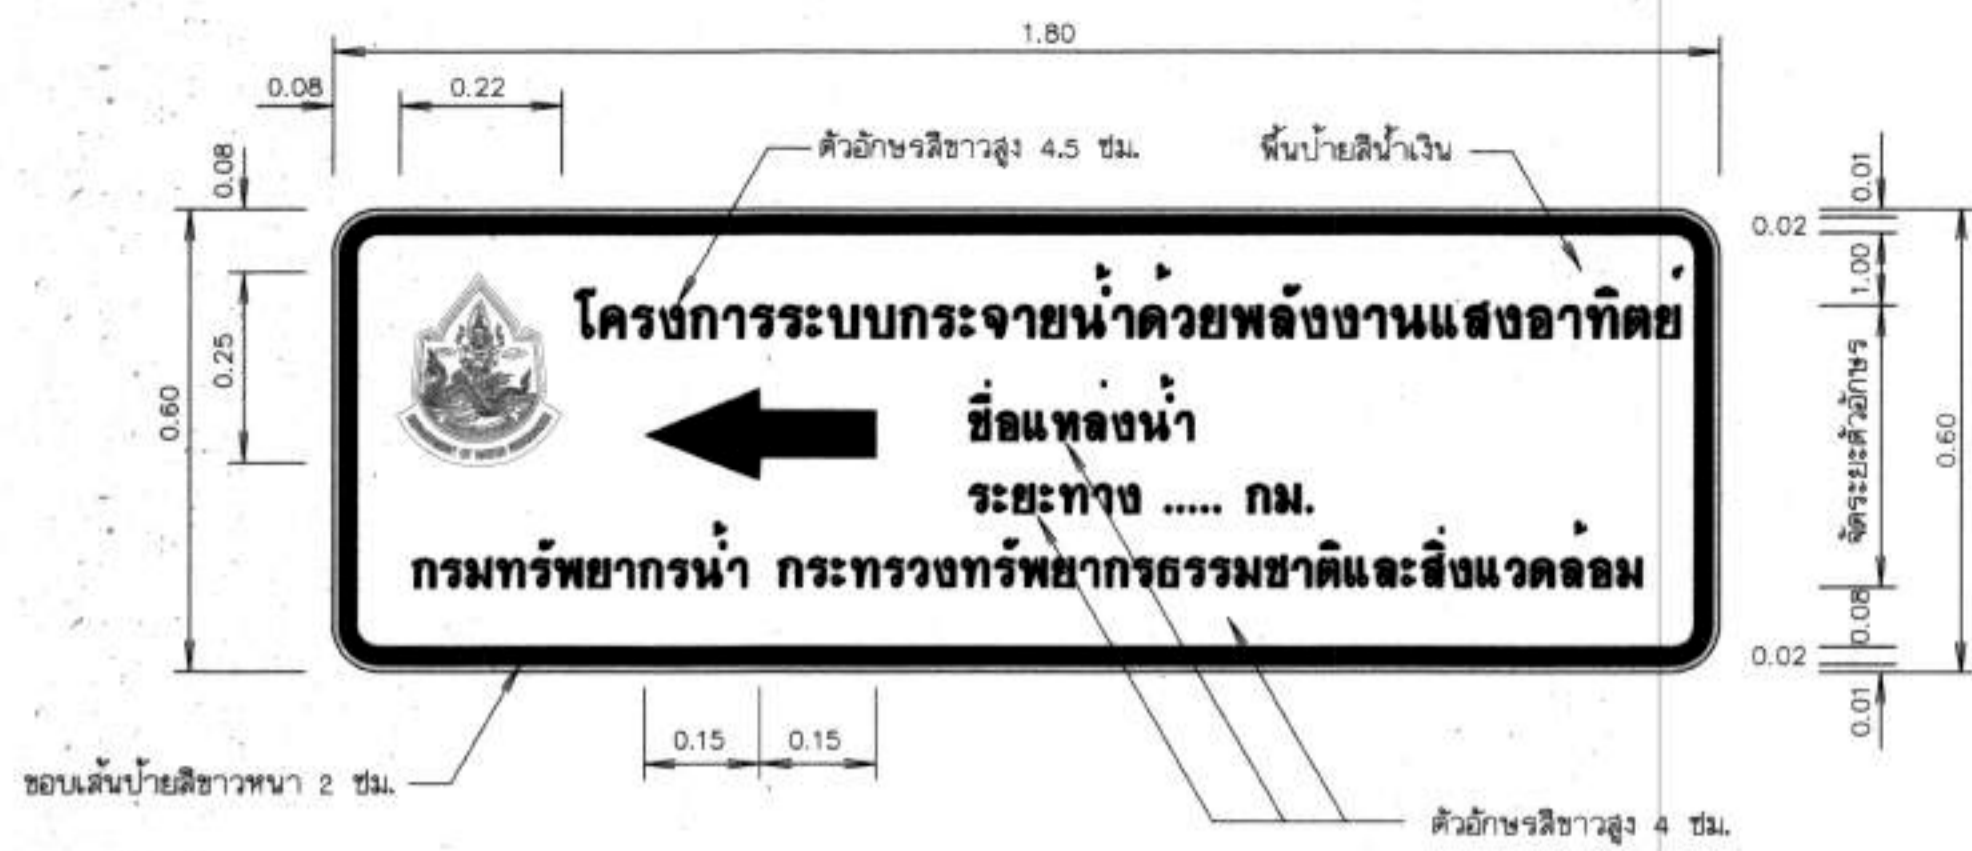 1.80
0.08 0.22
ตัวอักษรสีขาวสูง 4.5 ซม. พื้นป้ายสีน้ำเงิน
0.08
0.01
0.02
1.00
โครงการระบบกระจายน้ำด้วยพลังงานแสงอาทิตย์
0.25
0.60
จัดระยะตัวอักษร
0.60
ชื่อแหล่งน้ำ
DEPARTMENT OF WATER RESOURCES
ระยะทาง ..... กม.
กรมทรัพยากรน้ำ กระทรวงทรัพยากรธรรมชาติและสิ่งแวดล้อม
0.08
0.02
0.01
0.15 0.15
ขอบเส้นป้ายสีขาวหนา 2 ซม.
ตัวอักษรสีขาวสูง 4 ซม.